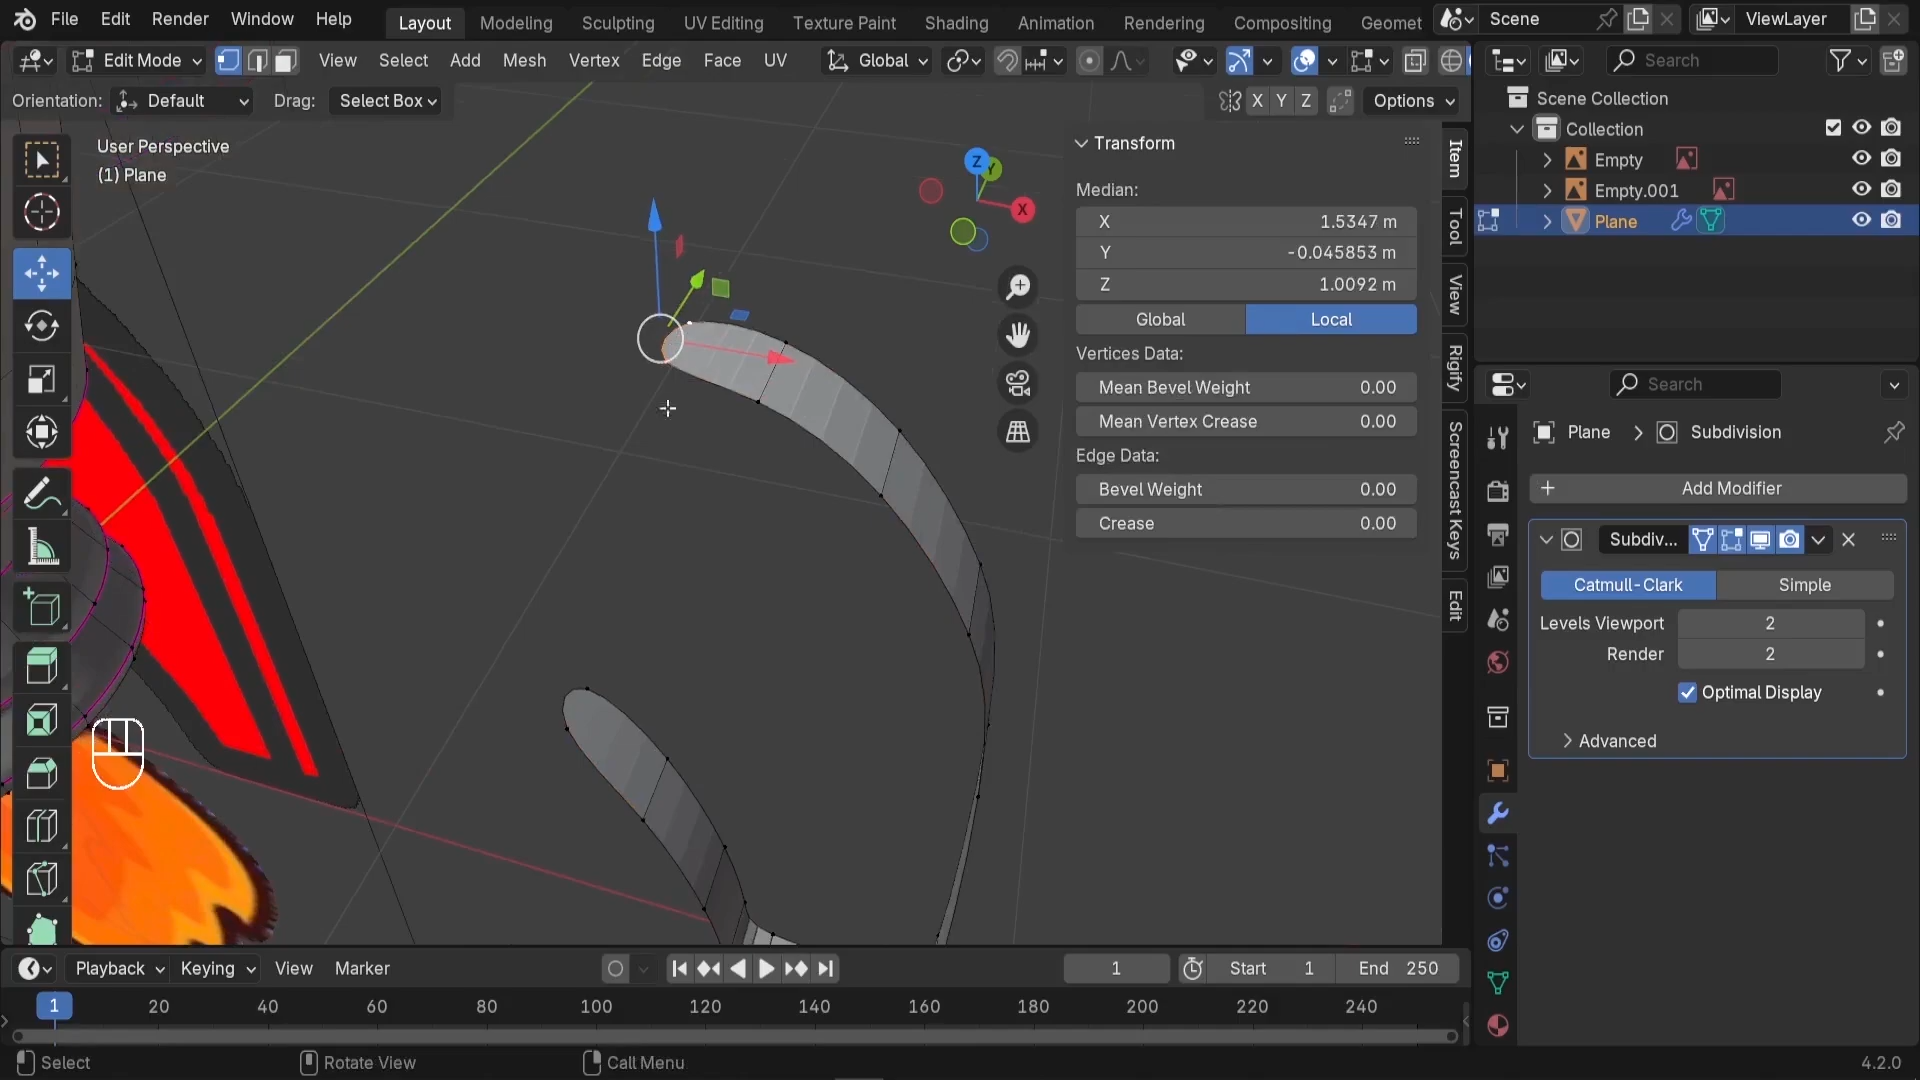 File Edit Render Window Help Layout Modeling Sculpting UV Editing Texture Paint Shading Animation Rendering Compositing Geomet Scene ViewLayer
Edit Mode View Select Add Mesh Vertex Edge Face UV Global Search
Orientation: Default Drag: Select Box X Y Z Options
Scene Collection
Collection
Empty
Empty.001
Plane
User Perspective
(1) Plane
Z
Y
X
Transform
Median:
X 1.5347 m
Y -0.045853 m
Z 1.0092 m
Global Local
Vertices Data:
Mean Bevel Weight 0.00
Mean Vertex Crease 0.00
Edge Data:
Bevel Weight 0.00
Crease 0.00
Item
Tool
View
Rigify
Screencast Keys
Edit
Search
Plane > Subdivision
+ Add Modifier
Subdiv...
Catmull-Clark Simple
Levels Viewport 2
Render 2
Optimal Display
Advanced
Playback Keying View Marker 1 Start 1 End 250
1 20 40 60 80 100 120 140 160 180 200 220 240
Select Rotate View Call Menu 4.2.0